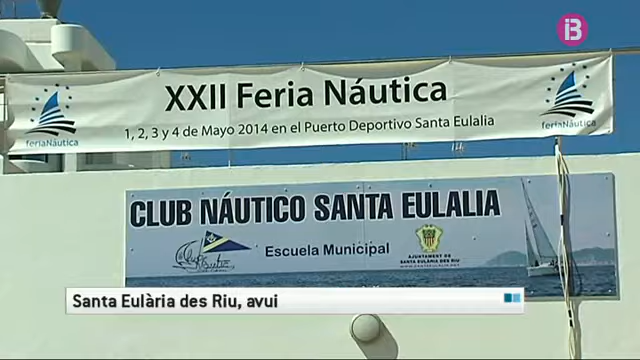 IB
XXII Feria Náutica
1, 2, 3 y 4 de Mayo 2014 en el Puerto Deportivo Santa Eulalia
feriaNáutica
feriaNáutica
CLUB NÁUTICO SANTA EULALIA
Escuela Municipal
AJUNTAMENT DE
SANTA EULÀRIA DES RIU
Santa Eulària des Riu, avui